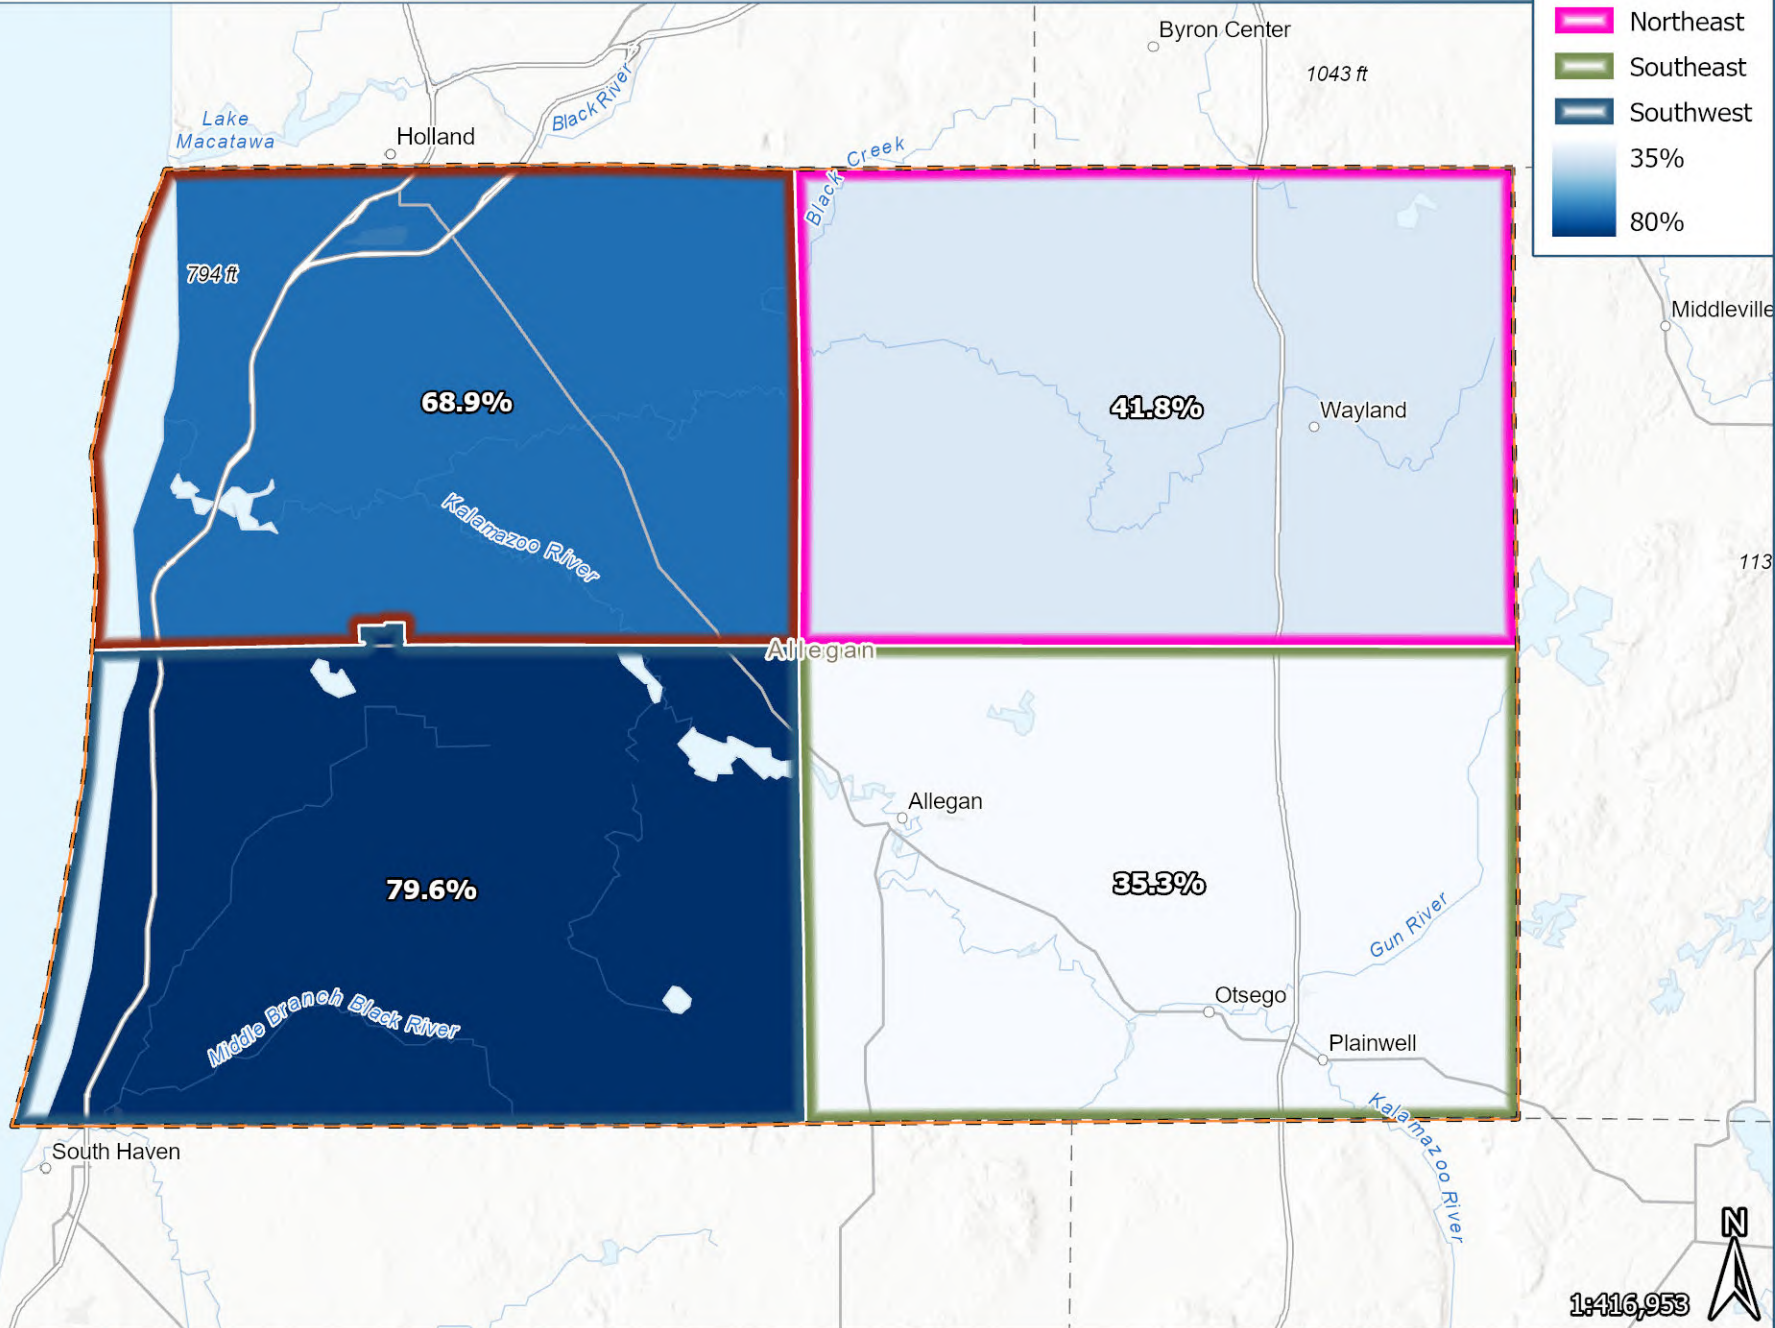 Northeast
Southeast
Southwest
35%
80%
Byron Center
1043 ft
Black River
Lake
Macatawa
Holland
Black Creek
794 ft
Middleville
68.9%
41.8%
Wayland
Kalamazoo River
113
Allegan
Allegan
79.6%
35.3%
Gun River
Otsego
Middle Branch Black River
Plainwell
Kalamazoo River
South Haven
N
1:416,953